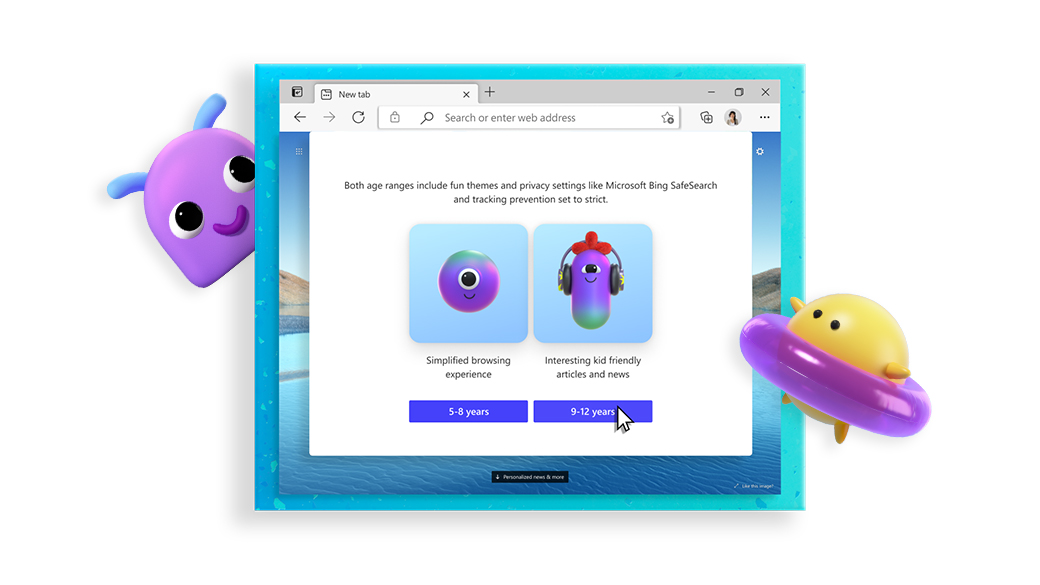 New tab
Search or enter web address
Both age ranges include fun themes and privacy settings like Microsoft Bing SafeSearch
and tracking prevention set to strict.
Simplified browsing
experience
Interesting kid friendly
articles and news
5-8 years
9-12 years
Personalized news & more
Like this image?